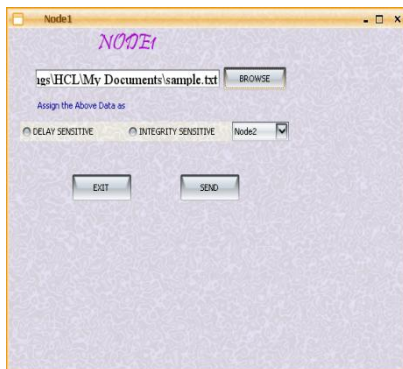 Node1
NODE1
ngs\HCL\My Documents\sample.txt BROWSE
Assign the Above Data as
DELAY SENSITIVE INTEGRITY SENSITIVE Node2
EXIT SEND